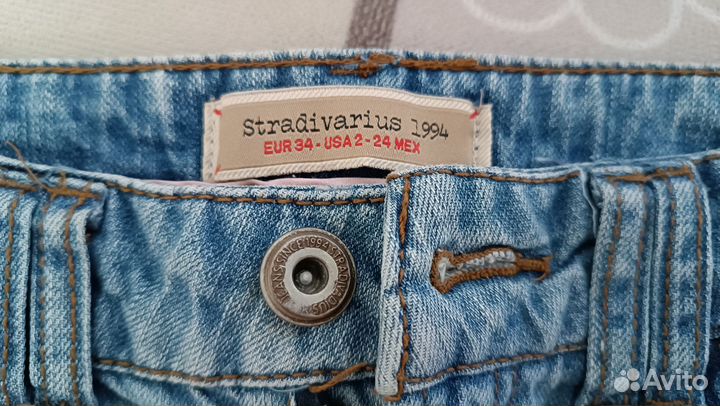 Stradivarius 1994
EUR 34 - USA 2 - 24 MEX
JEANS SINCE 1994 STRADIVARIUS
Avito